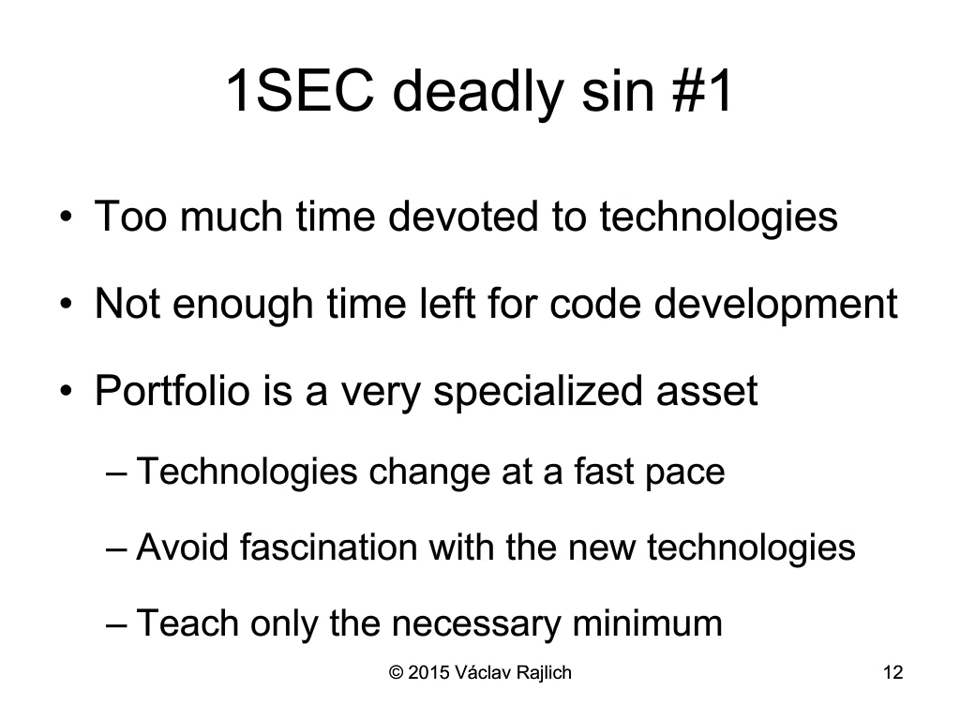 1SEC deadly sin #1
• Too much time devoted to technologies
• Not enough time left for code development
• Portfolio is a very specialized asset
– Technologies change at a fast pace
– Avoid fascination with the new technologies
– Teach only the necessary minimum
© 2015 Václav Rajlich 12